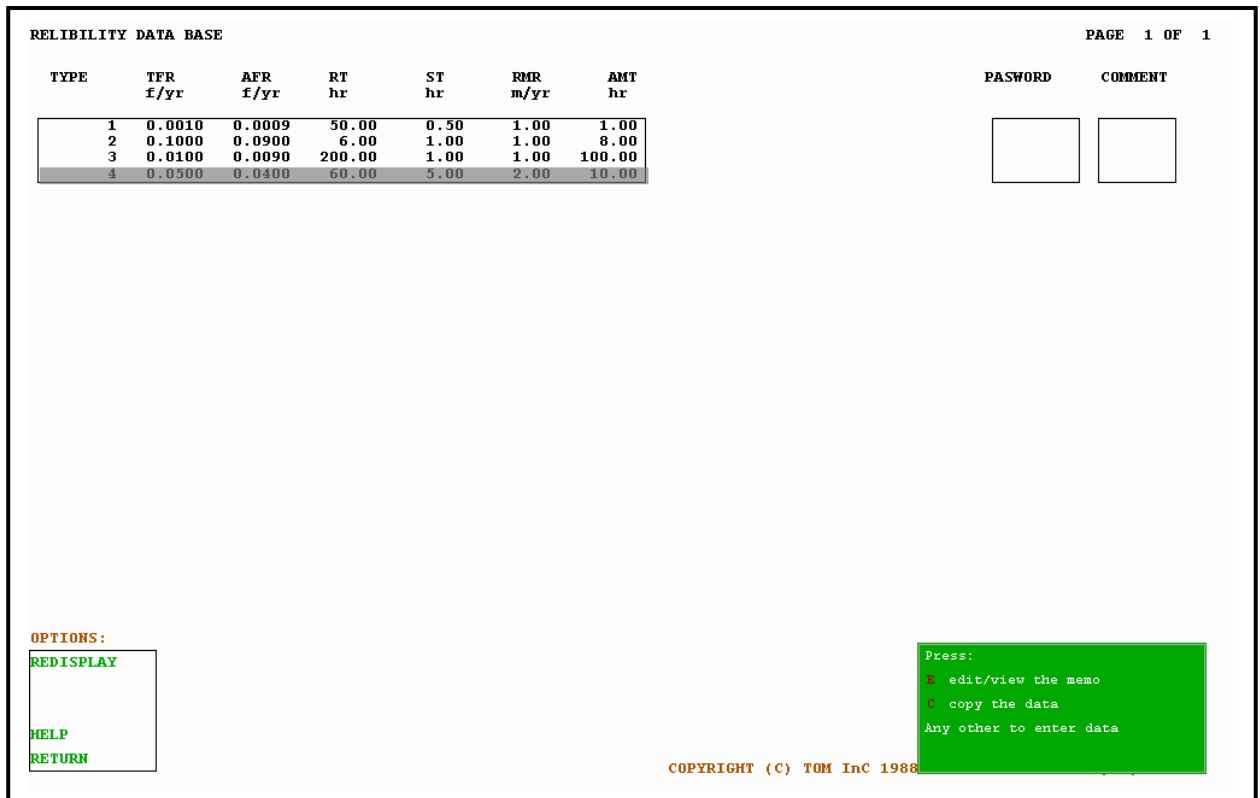 RELIBILITY DATA BASE PAGE 1 OF 1
TYPE TFR AFR RT ST RMR AMT PASWORD COMMENT
f/yr f/yr hr hr m/yr hr
1 0.0010 0.0009 50.00 0.50 1.00 1.00
2 0.1000 0.0900 6.00 1.00 1.00 8.00
3 0.0100 0.0090 200.00 1.00 1.00 100.00
4 0.0500 0.0400 60.00 5.00 2.00 10.00
OPTIONS:
REDISPLAY
HELP
RETURN
Press:
E edit/view the memo
C copy the data
Any other to enter data
COPYRIGHT (C) TOM InC 1988